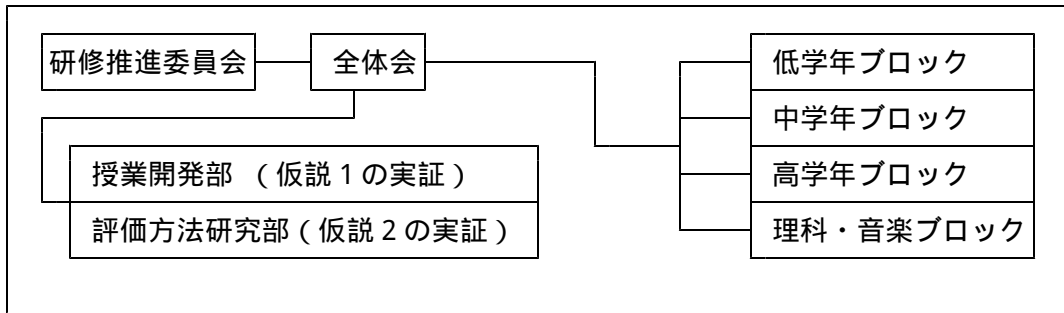 研修推進委員会
全体会
低学年ブロック
中学年ブロック
高学年ブロック
理科・音楽ブロック
授業開発部 （仮説１の実証）
評価方法研究部（仮説２の実証）